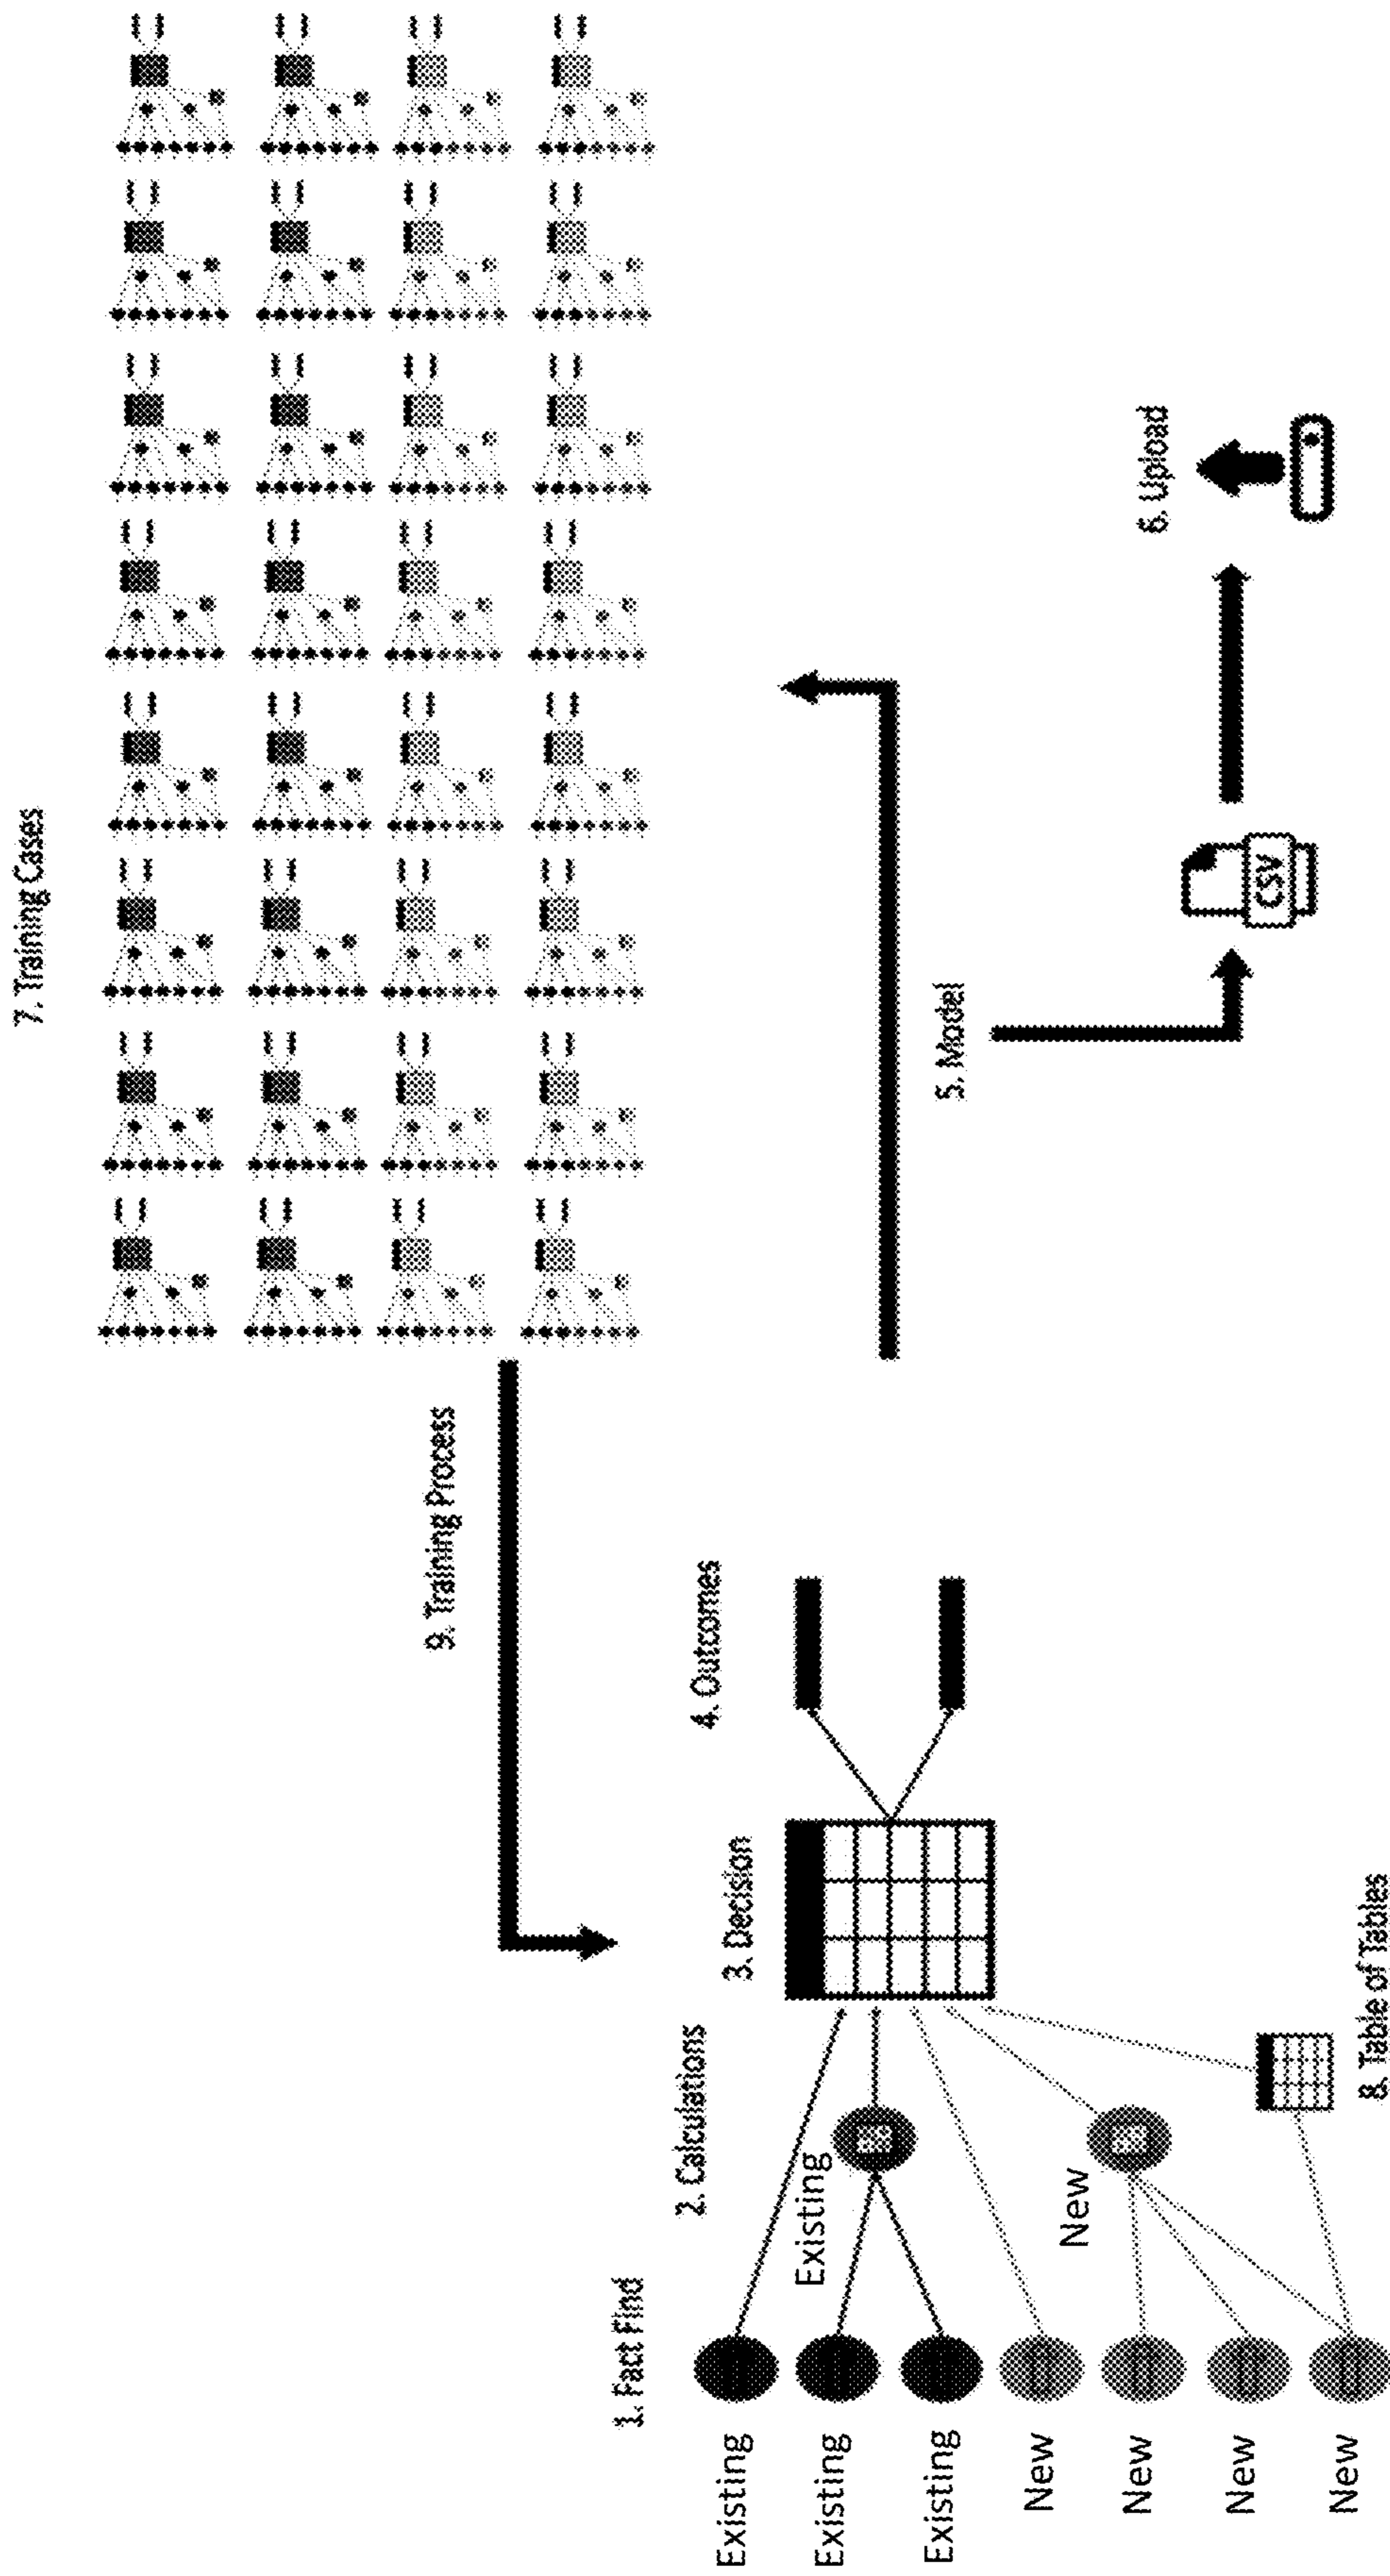 7. Training Cases
9. Training Process
1. Fact Find
2. Calculations
3. Decision
4. Outcomes
5. Model
6. Upload
Existing
Existing
Existing
Existing
New
New
New
New
New
CSV
8. Table of Tables